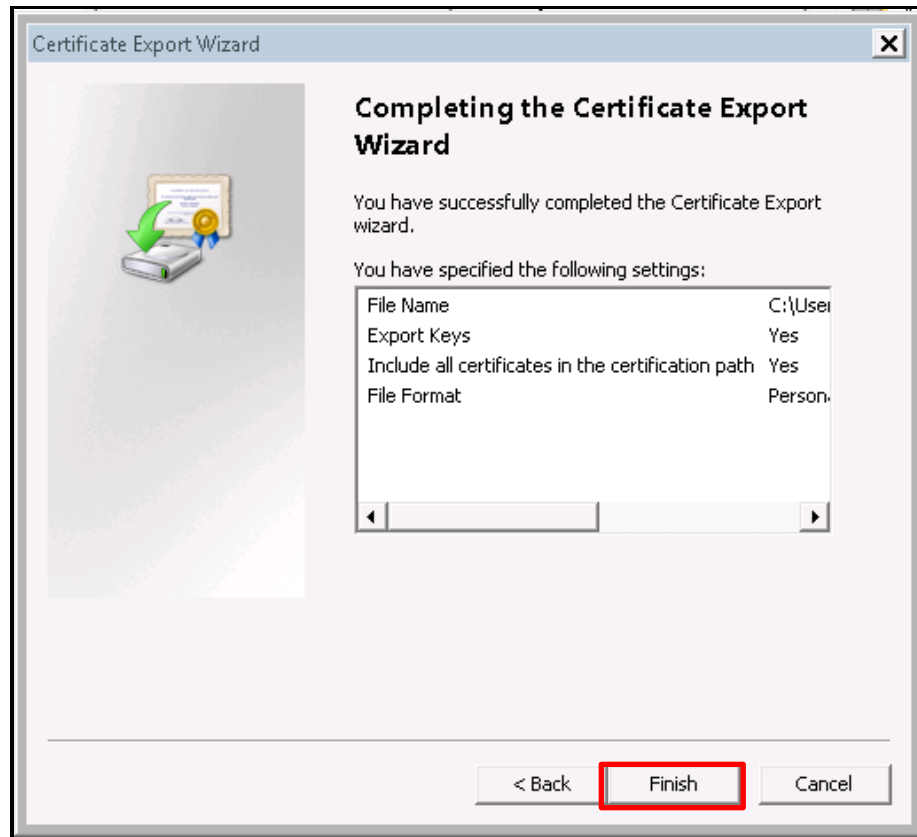 Certificate Export Wizard
Completing the Certificate Export
Wizard
You have successfully completed the Certificate Export
wizard.
You have specified the following settings:
File Name C:\User
Export Keys Yes
Include all certificates in the certification path Yes
File Format Person
< Back Finish Cancel